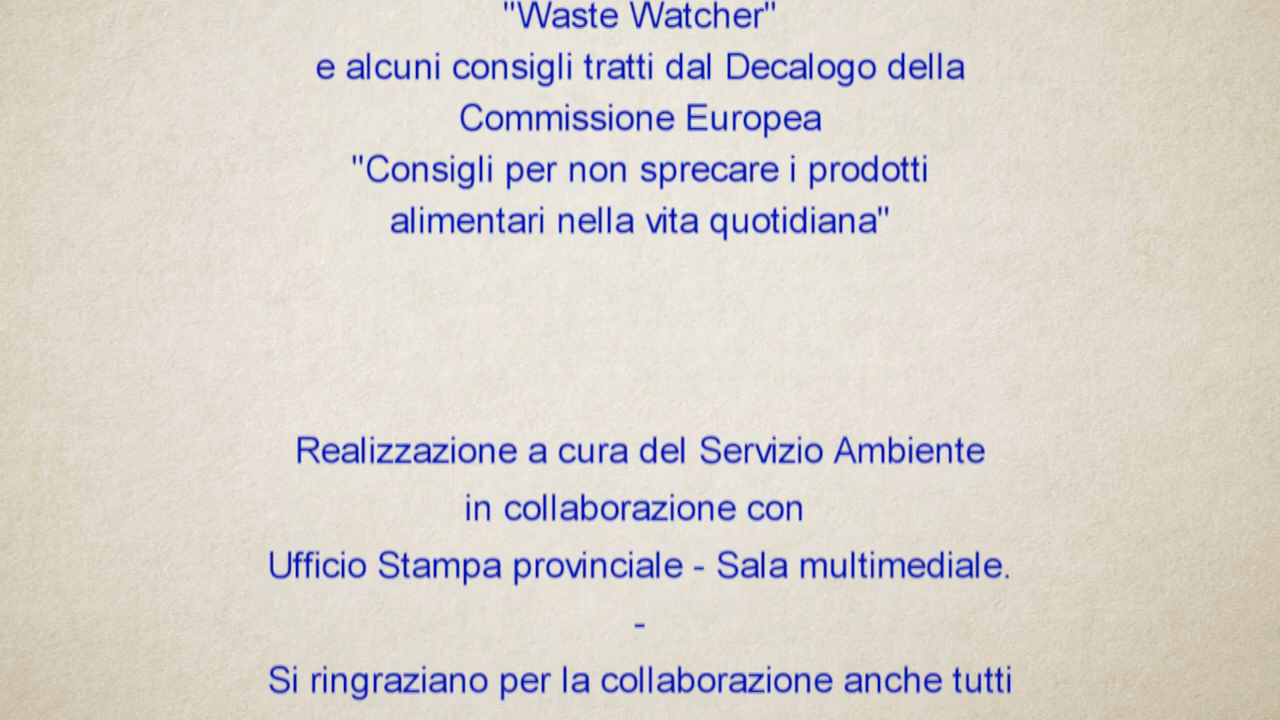 "Waste Watcher"
e alcuni consigli tratti dal Decalogo della
Commissione Europea
"Consigli per non sprecare i prodotti
alimentari nella vita quotidiana"
Realizzazione a cura del Servizio Ambiente
in collaborazione con
Ufficio Stampa provinciale - Sala multimediale.
-
Si ringraziano per la collaborazione anche tutti